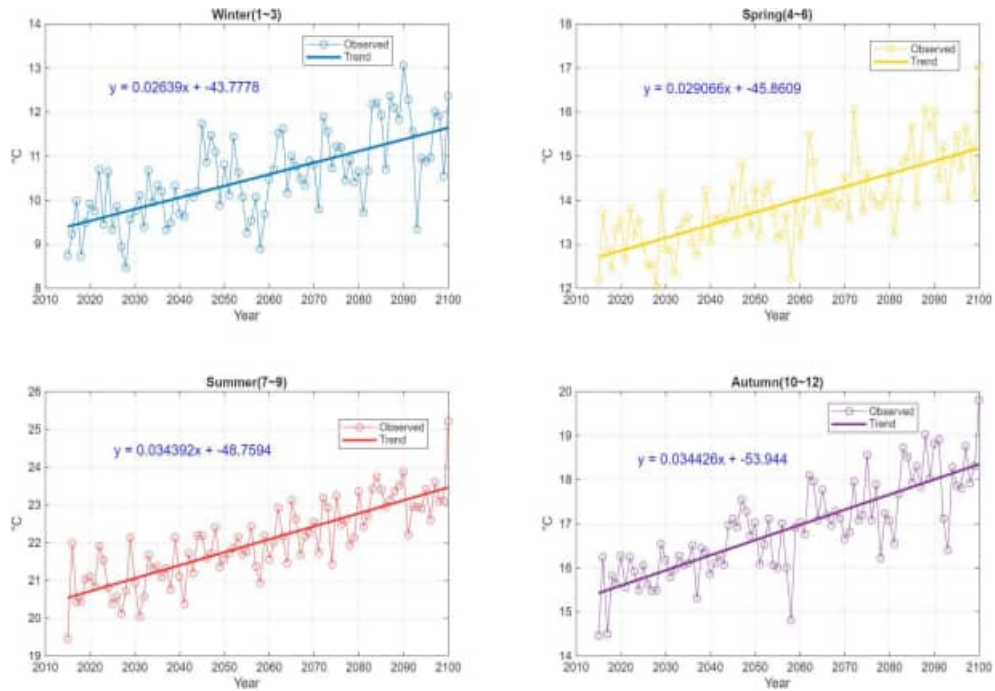 Winter(1~3)
14
13
12
11
10
9
8
°C
Observed
Trend
y = 0.02639x + -43.7778
2010 2020 2030 2040 2050 2060 2070 2080 2090 2100
Year
Spring(4~6)
18
17
16
15
14
13
12
°C
Observed
Trend
y = 0.029066x + -45.8609
2010 2020 2030 2040 2050 2060 2070 2080 2090 2100
Year
Summer(7~9)
26
25
24
23
22
21
20
19
°C
Observed
Trend
y = 0.034392x + -48.7594
2010 2020 2030 2040 2050 2060 2070 2080 2090 2100
Year
Autumn(10~12)
20
19
18
17
16
15
14
°C
Observed
Trend
y = 0.034426x + -53.944
2010 2020 2030 2040 2050 2060 2070 2080 2090 2100
Year